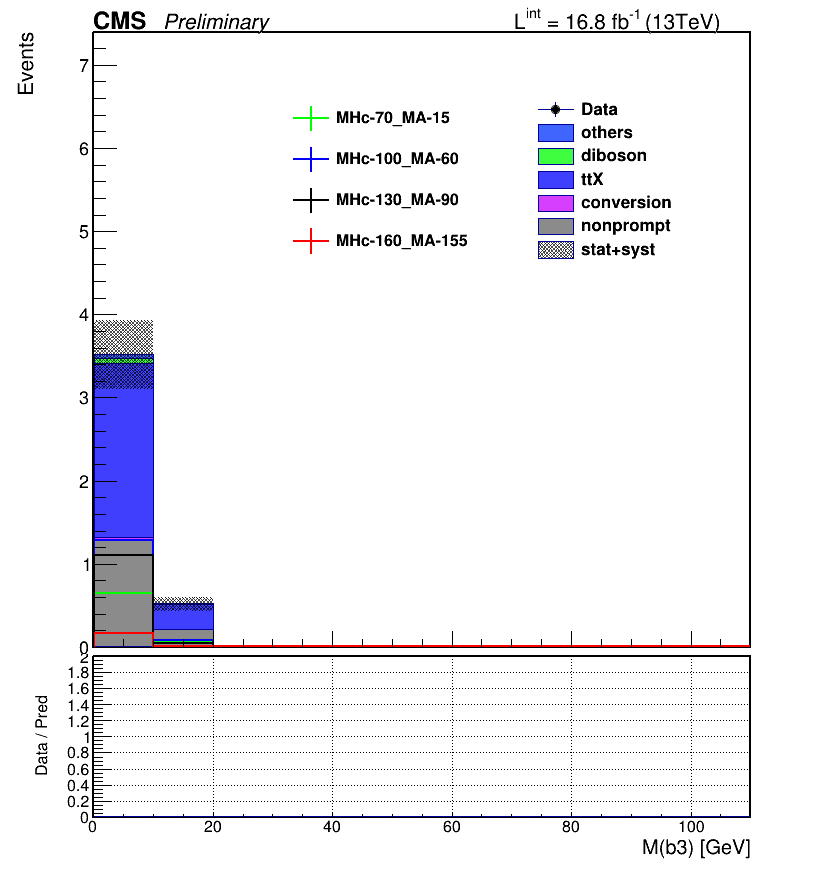 CMS Preliminary L^int = 16.8 fb^-1 (13TeV)
Events
7
6
5
4
3
2
1
0
MHc-70_MA-15
MHc-100_MA-60
MHc-130_MA-90
MHc-160_MA-155
Data
others
diboson
ttX
conversion
nonprompt
stat+syst
Data / Pred
2
1.8
1.6
1.4
1.2
1
0.8
0.6
0.4
0.2
0
0 20 40 60 80 100
M(b3) [GeV]